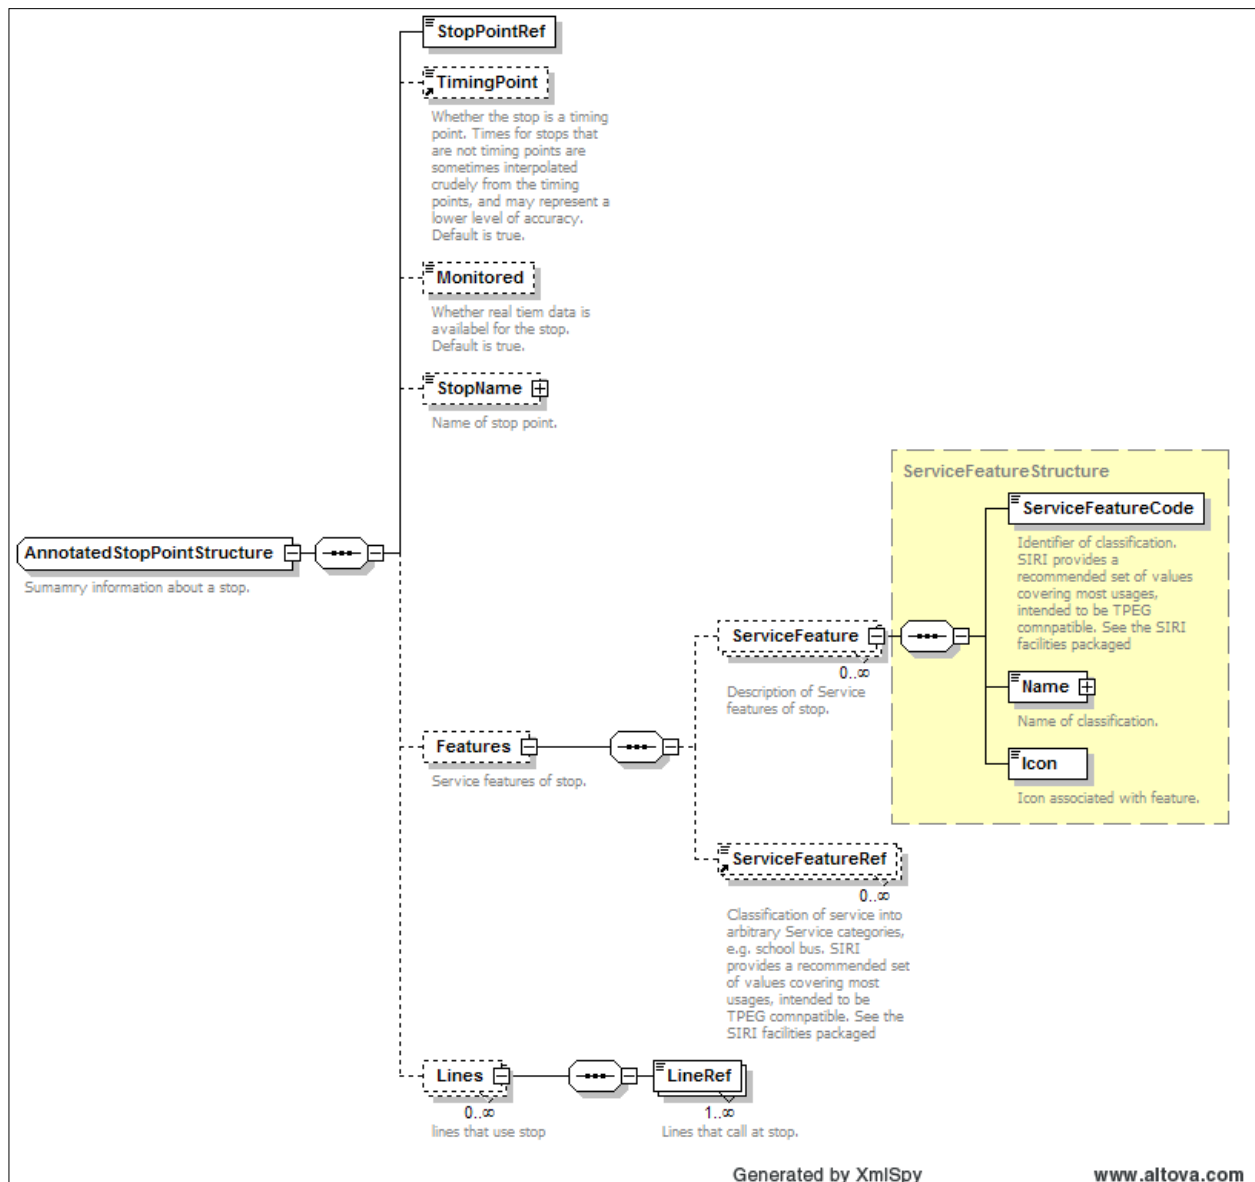 StopPointRef
TimingPoint
Whether the stop is a timing
point. Times for stops that
are not timing points are
sometimes interpolated
crudely from the timing
points, and may represent a
lower level of accuracy.
Default is true.
Monitored
Whether real tiem data is
availabel for the stop.
Default is true.
StopName
Name of stop point.
AnnotatedStopPointStructure
Sumamry information about a stop.
ServiceFeatureStructure
ServiceFeatureCode
Identifier of classification.
SIRI provides a
recommended set of values
covering most usages,
intended to be TPEG
comnpatible. See the SIRI
facilities packaged
ServiceFeature
0..∞
Description of Service
features of stop.
Name
Name of classification.
Icon
Icon associated with feature.
Features
Service features of stop.
ServiceFeatureRef
0..∞
Classification of service into
arbitrary Service categories,
e.g. school bus. SIRI
provides a recommended set
of values covering most
usages, intended to be
TPEG comnpatible. See the
SIRI facilities packaged
Lines
0..∞
lines that use stop
LineRef
1..∞
Lines that call at stop.
Generated by XmlSpy
www.altova.com